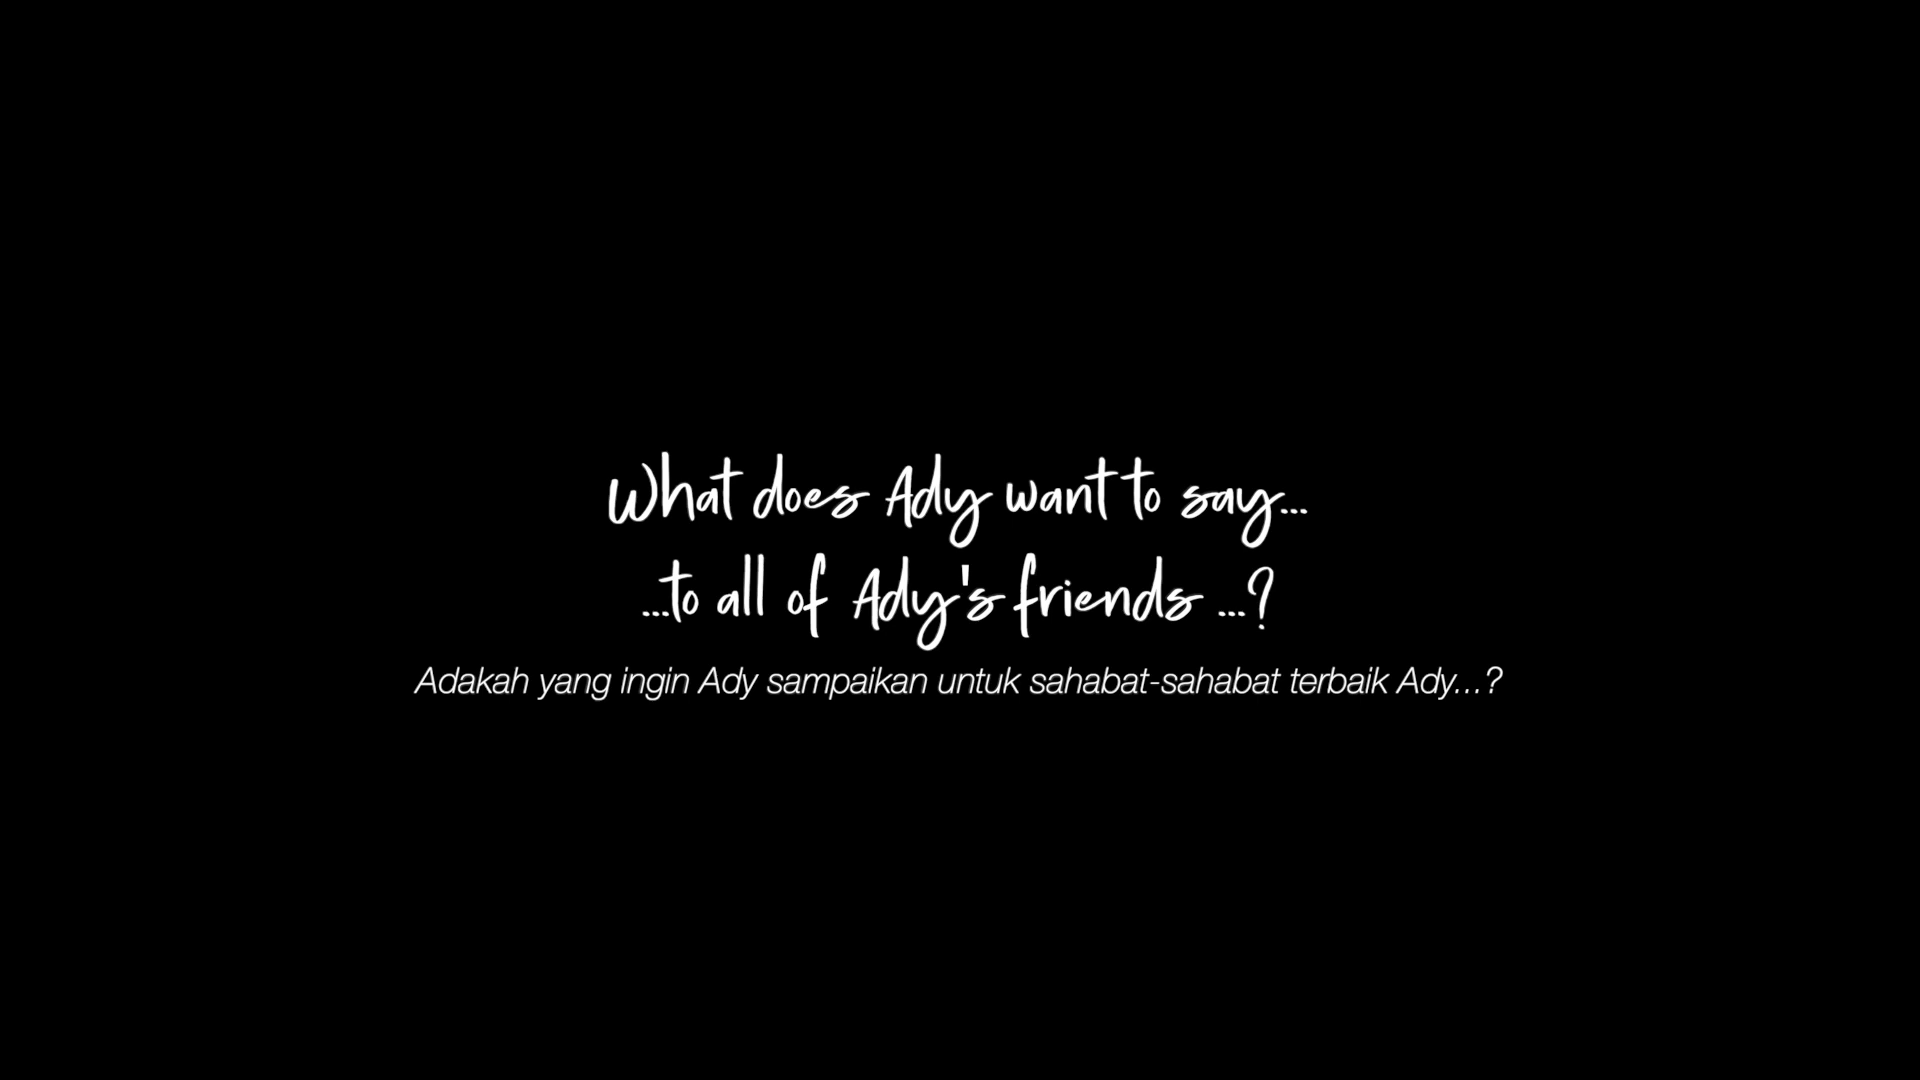 What does Ady want to say...
...to all of Ady's friends ...?
Adakah yang ingin Ady sampaikan untuk sahabat-sahabat terbaik Ady...?